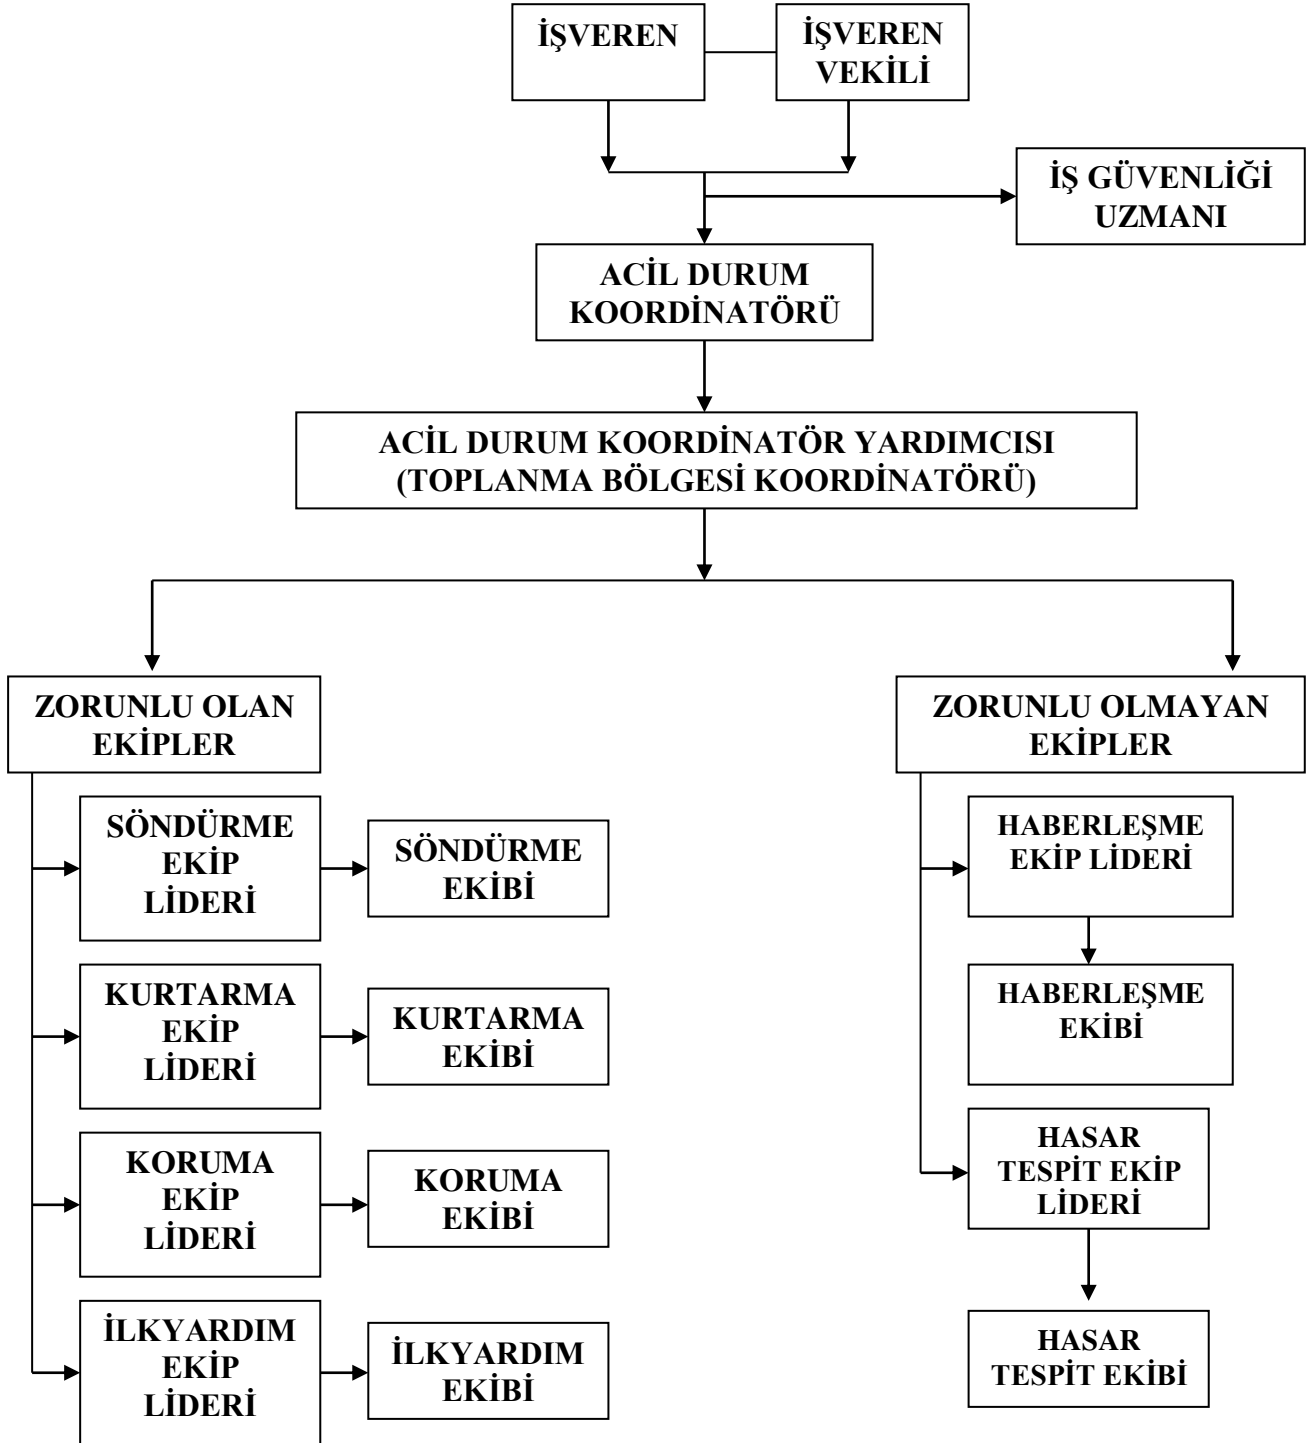 İŞVEREN
İŞVEREN
VEKİLİ
İŞ GÜVENLİĞİ
UZMANI
ACİL DURUM
KOORDİNATÖRÜ
ACİL DURUM KOORDİNATÖR YARDIMCISI
(TOPLANMA BÖLGESİ KOORDİNATÖRÜ)
ZORUNLU OLAN
EKİPLER
SÖNDÜRME
EKİP
LİDERİ
SÖNDÜRME
EKİBİ
KURTARMA
EKİP
LİDERİ
KURTARMA
EKİBİ
KORUMA
EKİP
LİDERİ
KORUMA
EKİBİ
İLKYARDIM
EKİP
LİDERİ
İLKYARDIM
EKİBİ
ZORUNLU OLMAYAN
EKİPLER
HABERLEŞME
EKİP LİDERİ
HABERLEŞME
EKİBİ
HASAR
TESPİT EKİP
LİDERİ
HASAR
TESPİT EKİBİ